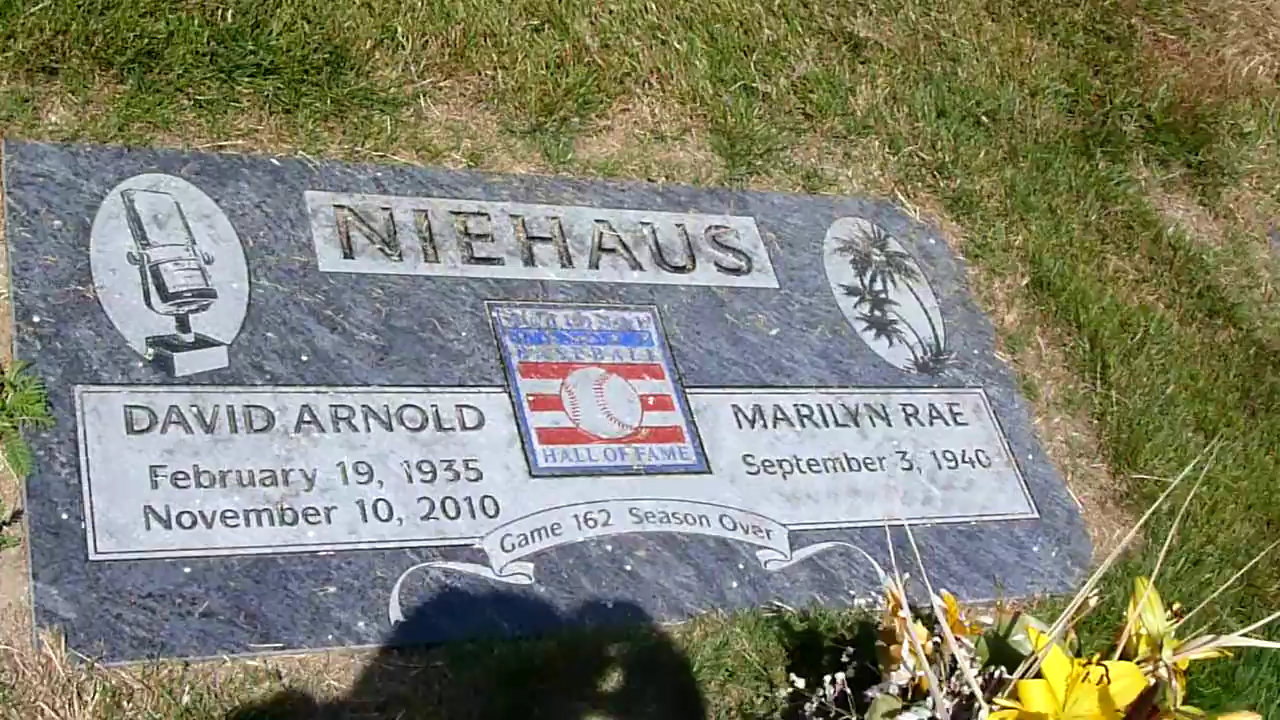 NIEHAUS
NATIONAL
BASEBALL
HALL OF FAME
DAVID ARNOLD
February 19, 1935
November 10, 2010
MARILYN RAE
September 3, 1940
Game 162 Season Over